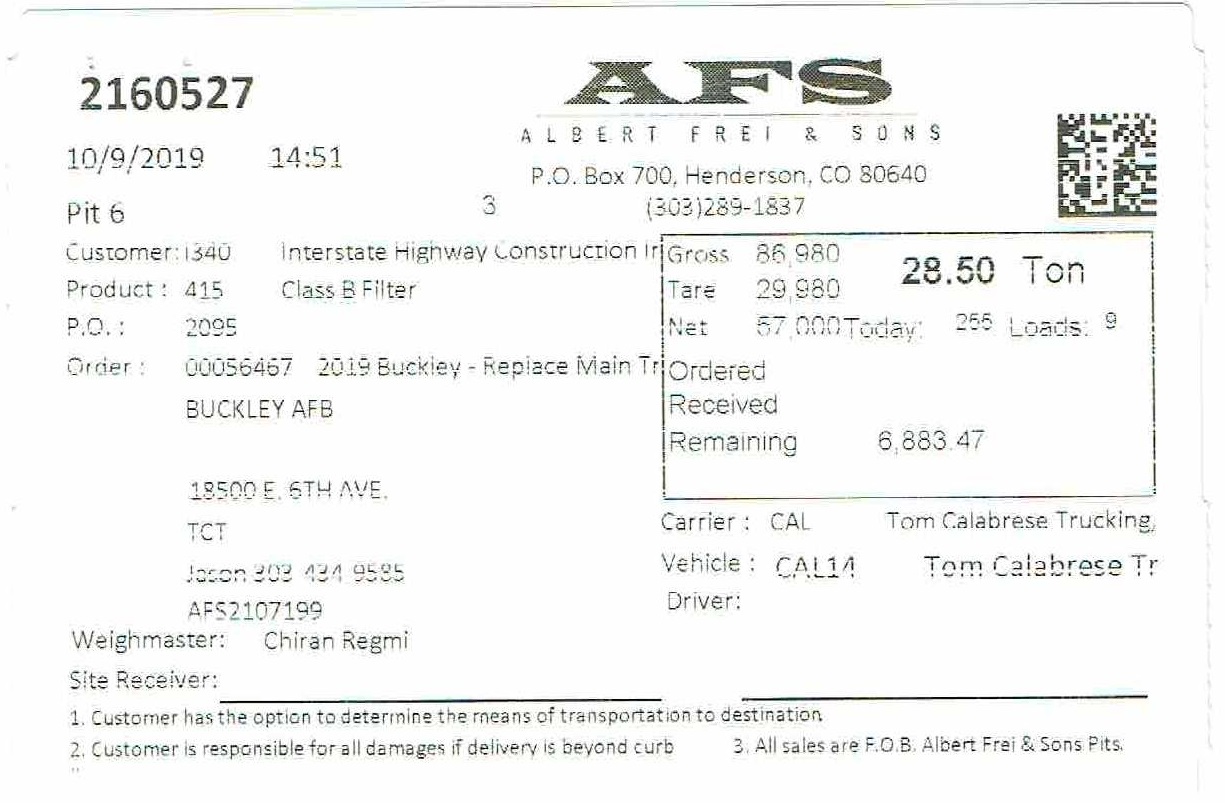 2160527
AFS
ALBERT FREI & SONS
10/9/2019 14:51
P.O. Box 700, Henderson, CO 80640
Pit 6 3 (303)289-1837
Customer: I340 Interstate Highway Construction In
Gross 86,980 28.50 Ton
Product : 415 Class B Filter
Tare 29,980
P.O. : 2095
Net 57,000 Today: 255 Loads: 9
Order : 00056467 2019 Buckley - Replace Main Tr
Ordered
BUCKLEY AFB
Received
Remaining 6,883.47
18500 E. 6TH AVE.
Carrier : CAL Tom Calabrese Trucking,
TCT
Vehicle : CAL14 Tom Calabrese Tr
Jason 303 434 9585
Driver:
AFS2107199
Weighmaster: Chiran Regmi
Site Receiver:
1. Customer has the option to determine the means of transportation to destination
2. Customer is responsible for all damages if delivery is beyond curb 3. All sales are F.O.B. Albert Frei & Sons Pits.